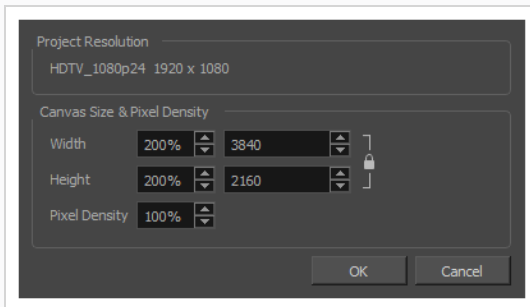 Project Resolution
HDTV_1080p24 1920 x 1080
Canvas Size & Pixel Density
Width 200% 3840
Height 200% 2160
Pixel Density 100%
OK Cancel